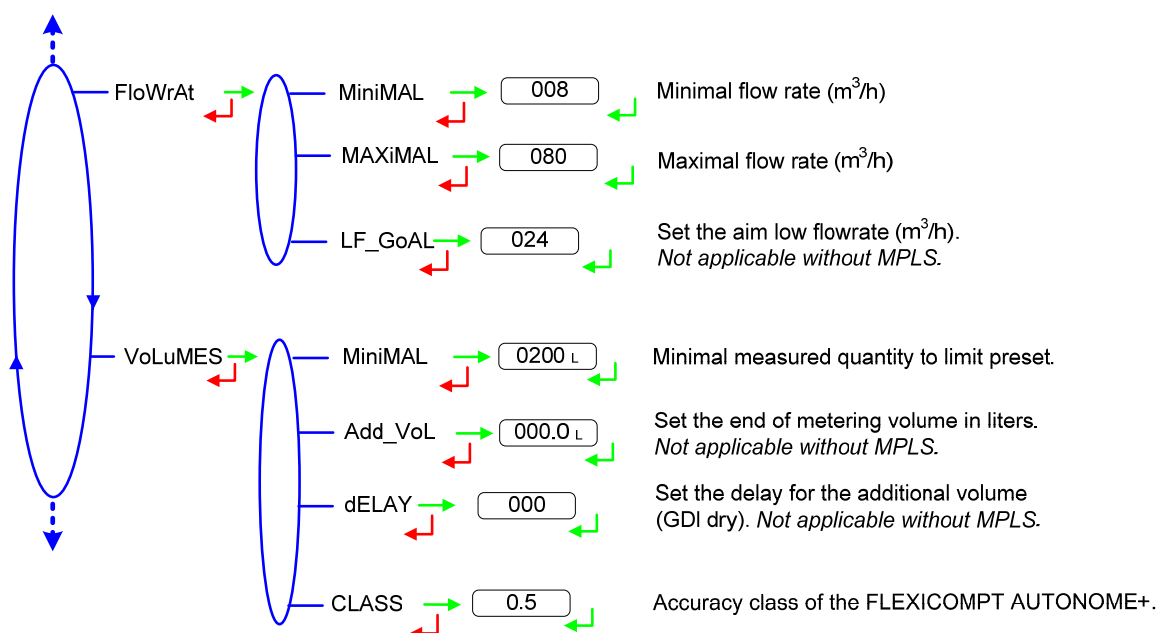 FloWrAt MiniMAL 008 Minimal flow rate (m³/h)
MAXiMAL 080 Maximal flow rate (m³/h)
LF_GoAL 024 Set the aim low flowrate (m³/h).
Not applicable without MPLS.
VoLuMES MiniMAL 0200 L Minimal measured quantity to limit preset.
Add_VoL 000.0 L Set the end of metering volume in liters.
Not applicable without MPLS.
dELAY 000 Set the delay for the additional volume
(GDI dry). Not applicable without MPLS.
CLASS 0.5 Accuracy class of the FLEXICOMPT AUTONOME+.